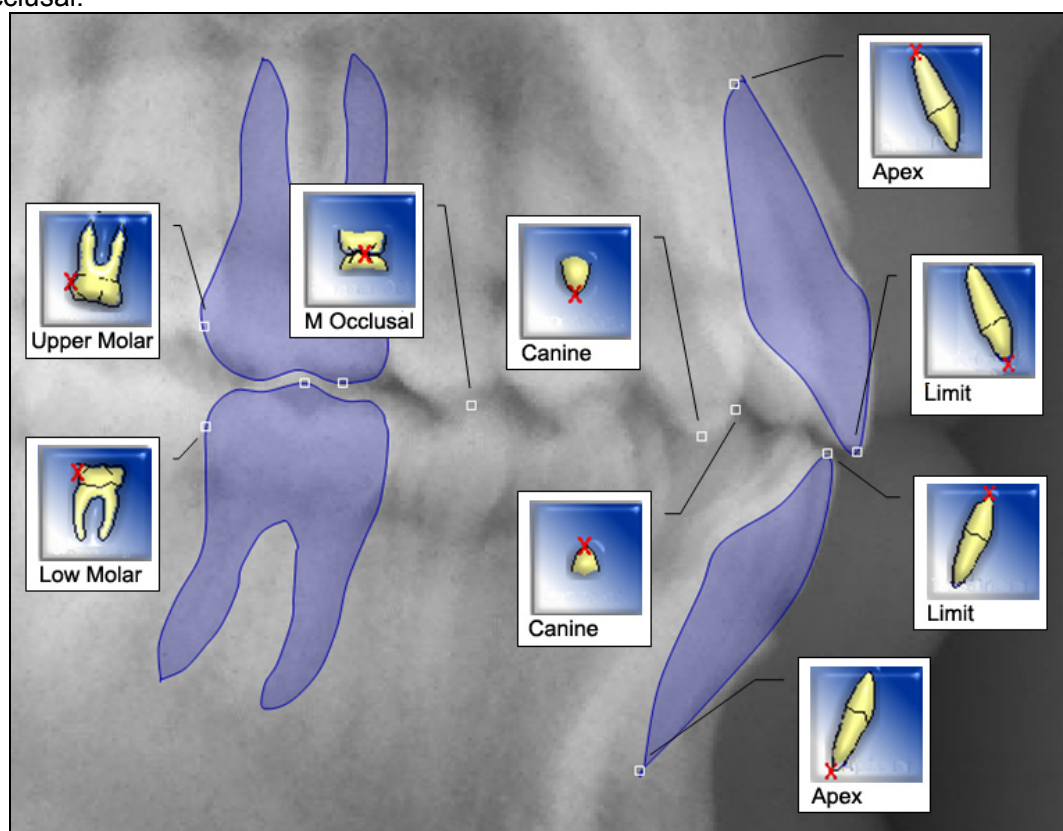 Apex
Upper Molar
M Occlusal
Canine
Limit
Low Molar
Canine
Limit
Apex